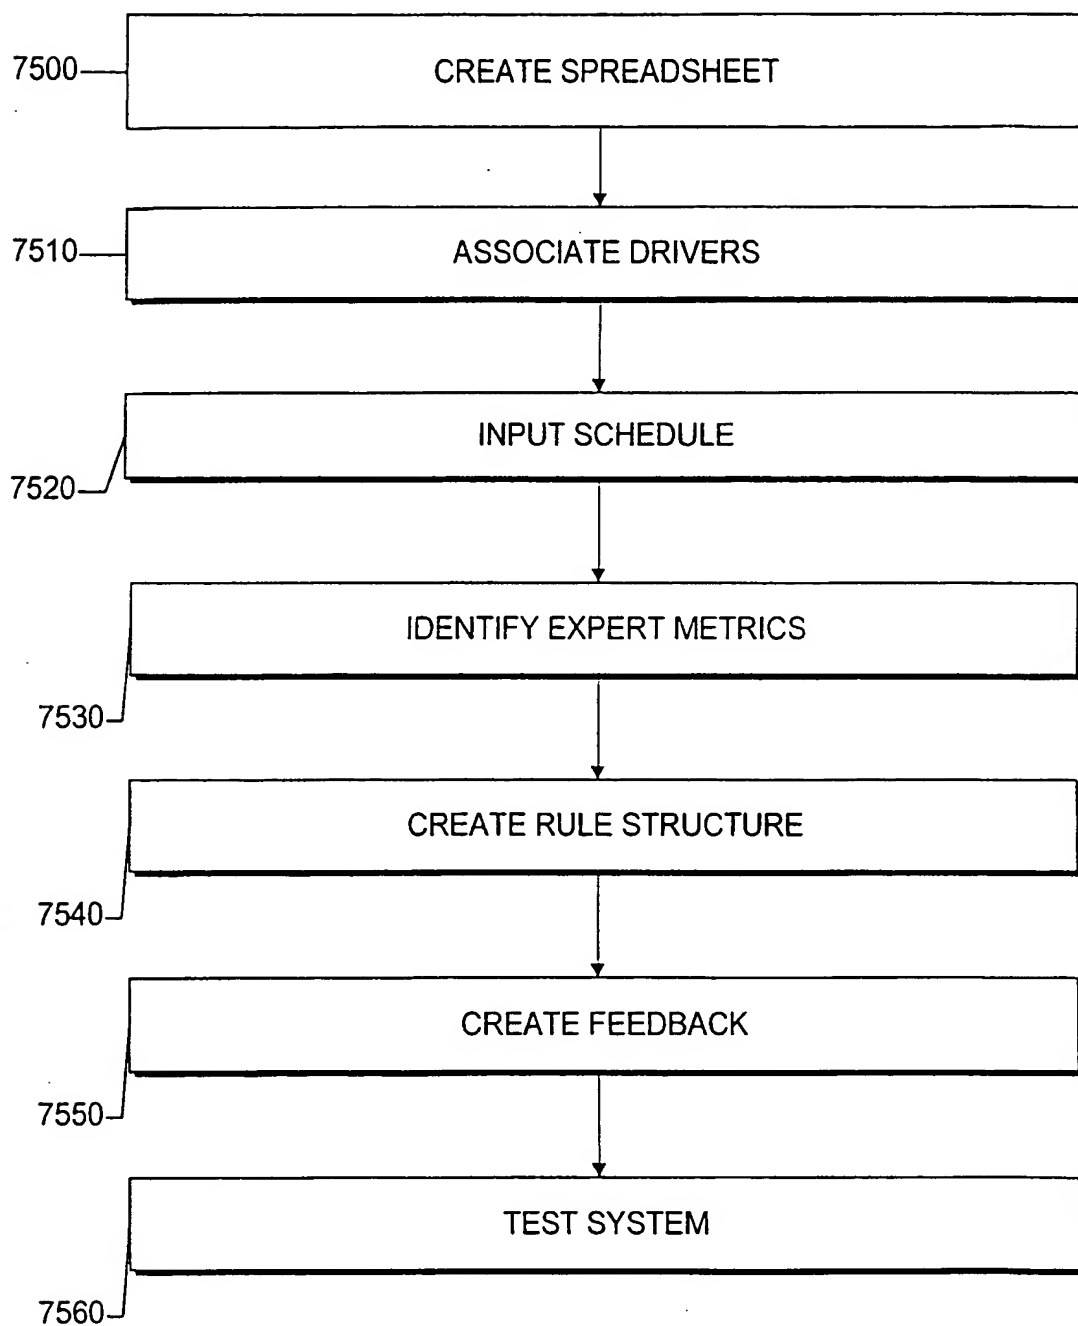 7500 CREATE SPREADSHEET
7510 ASSOCIATE DRIVERS
INPUT SCHEDULE
7520
IDENTIFY EXPERT METRICS
7530
CREATE RULE STRUCTURE
7540
CREATE FEEDBACK
7550
TEST SYSTEM
7560